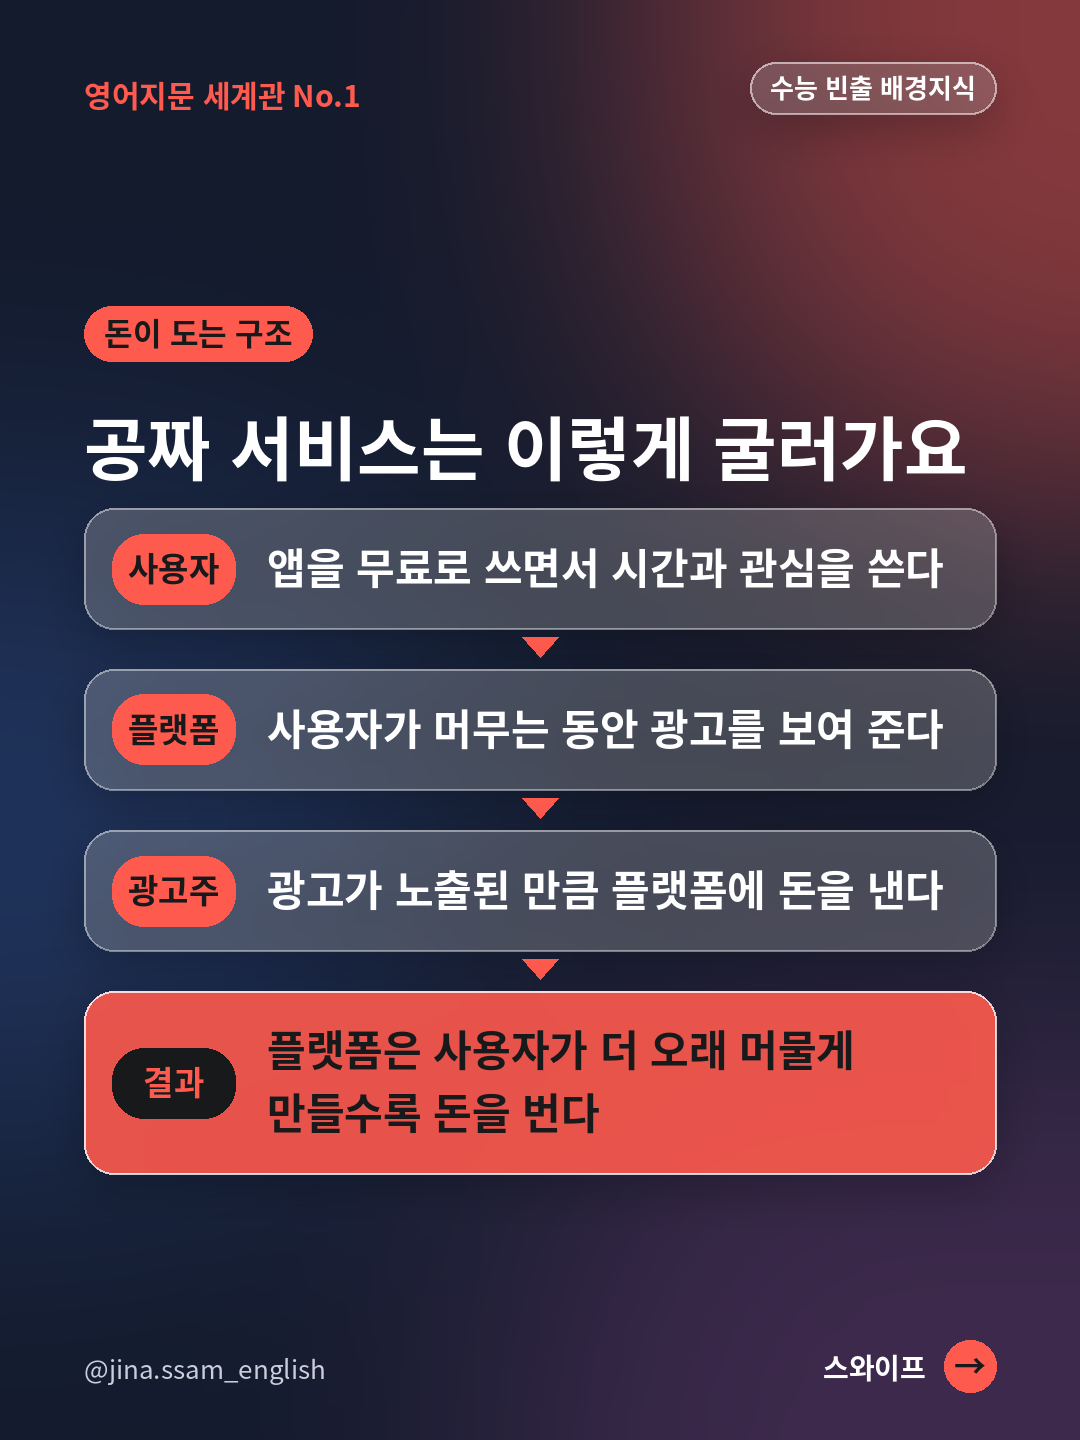 영어지문 세계관 No.1
수능 빈출 배경지식
돈이 도는 구조
공짜 서비스는 이렇게 굴러가요
사용자 앱을 무료로 쓰면서 시간과 관심을 쓴다
플랫폼 사용자가 머무는 동안 광고를 보여 준다
광고주 광고가 노출된 만큼 플랫폼에 돈을 낸다
결과 플랫폼은 사용자가 더 오래 머물게
만들수록 돈을 번다
@jina.ssam_english
스와이프 →